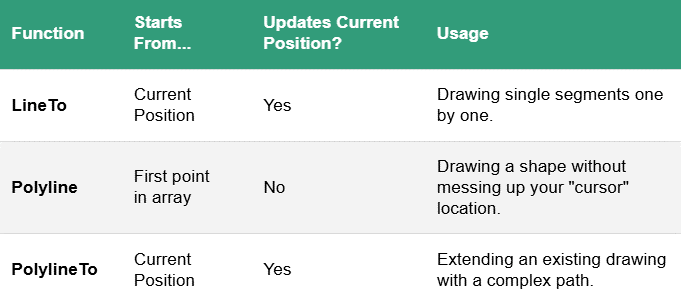 Function
Starts
From...
Updates Current
Position?
Usage
LineTo
Current
Position
Yes
Drawing single segments one
by one.
Polyline
First point
in array
No
Drawing a shape without
messing up your "cursor"
location.
PolylineTo
Current
Position
Yes
Extending an existing drawing
with a complex path.